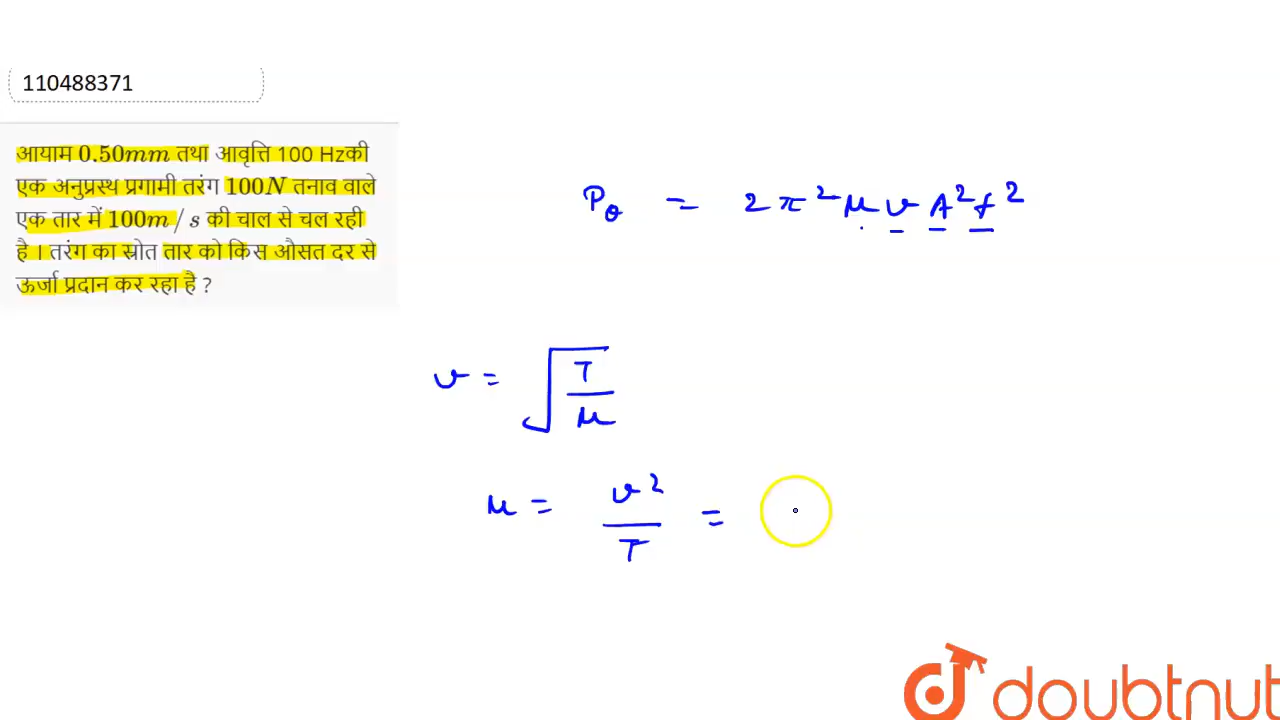 110488371
आयाम 0.50mm तथा आवृत्ति 100 Hzकी
एक अनुप्रस्थ प्रगामी तरंग 100N तनाव वाले
एक तार में 100m/s की चाल से चल रही
है । तरंग का स्रोत तार को किस औसत दर से
ऊर्जा प्रदान कर रहा है ?
P₀ = 2π²μvA²f²
v = √(T/μ)
μ = v²/T =
doubtnut